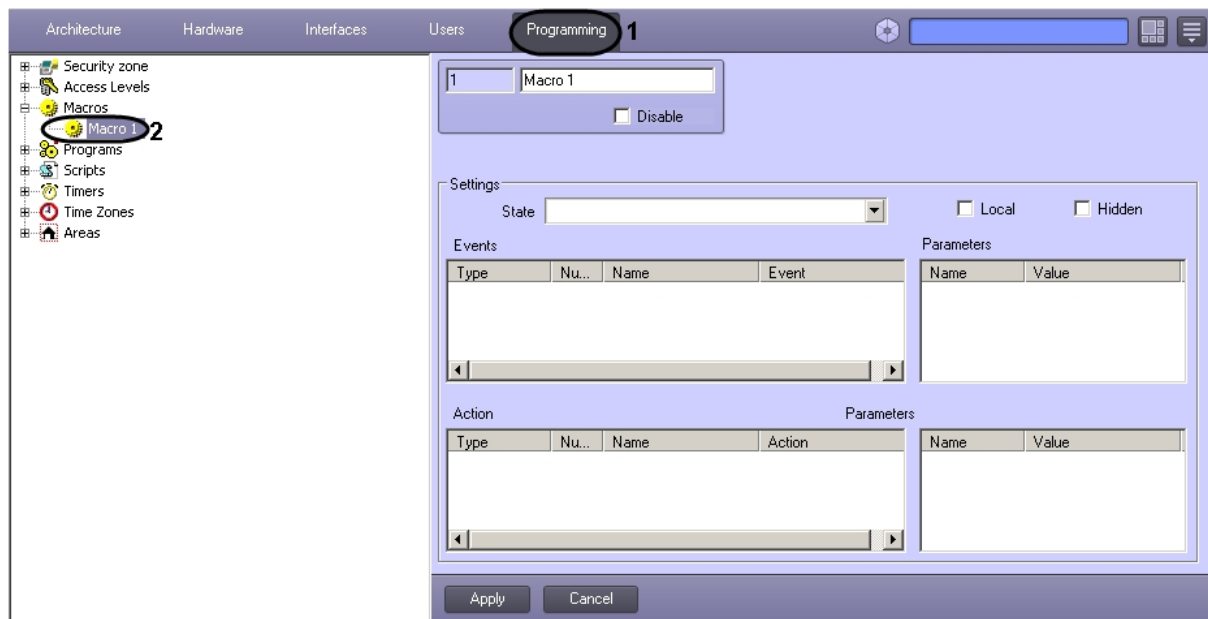 Architecture Hardware Interfaces Users Programming 1
Security zone
Access Levels
Macros
Macro 1 2
Programs
Scripts
Timers
Time Zones
Areas
1 Macro 1
Disable
Settings
State Local Hidden
Events Parameters
Type Nu... Name Event Name Value
Action Parameters
Type Nu... Name Action Name Value
Apply Cancel